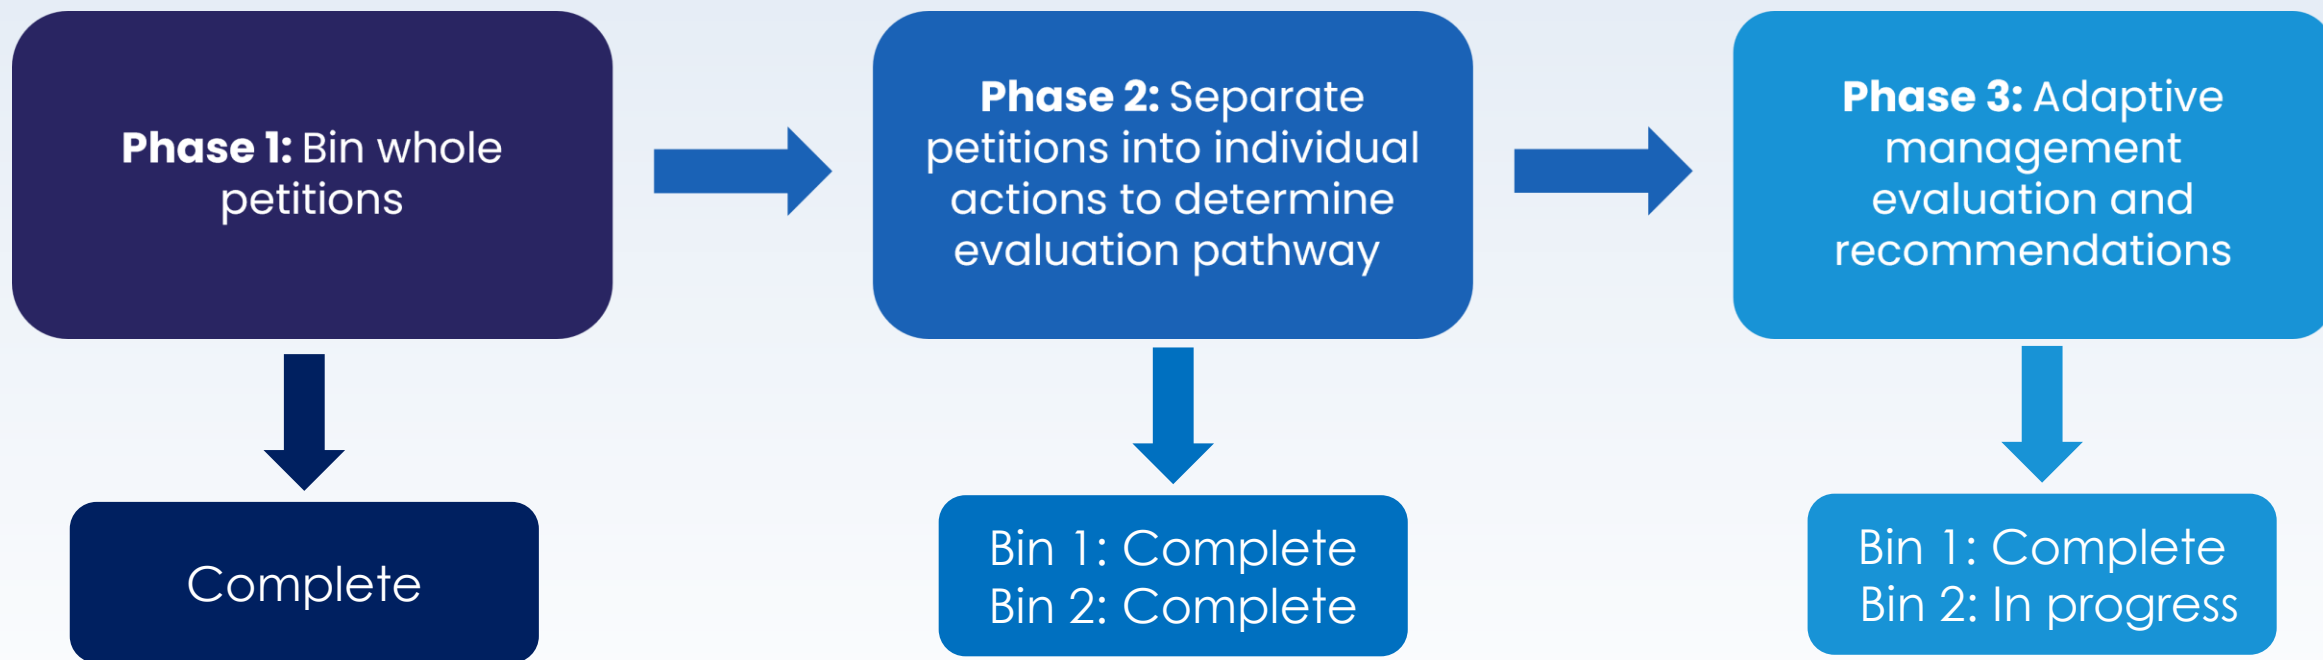 Phase 1: Bin whole
petitions
Phase 2: Separate
petitions into individual
actions to determine
evaluation pathway
Phase 3: Adaptive
management
evaluation and
recommendations
Complete
Bin 1: Complete
Bin 2: Complete
Bin 1: Complete
Bin 2: In progress